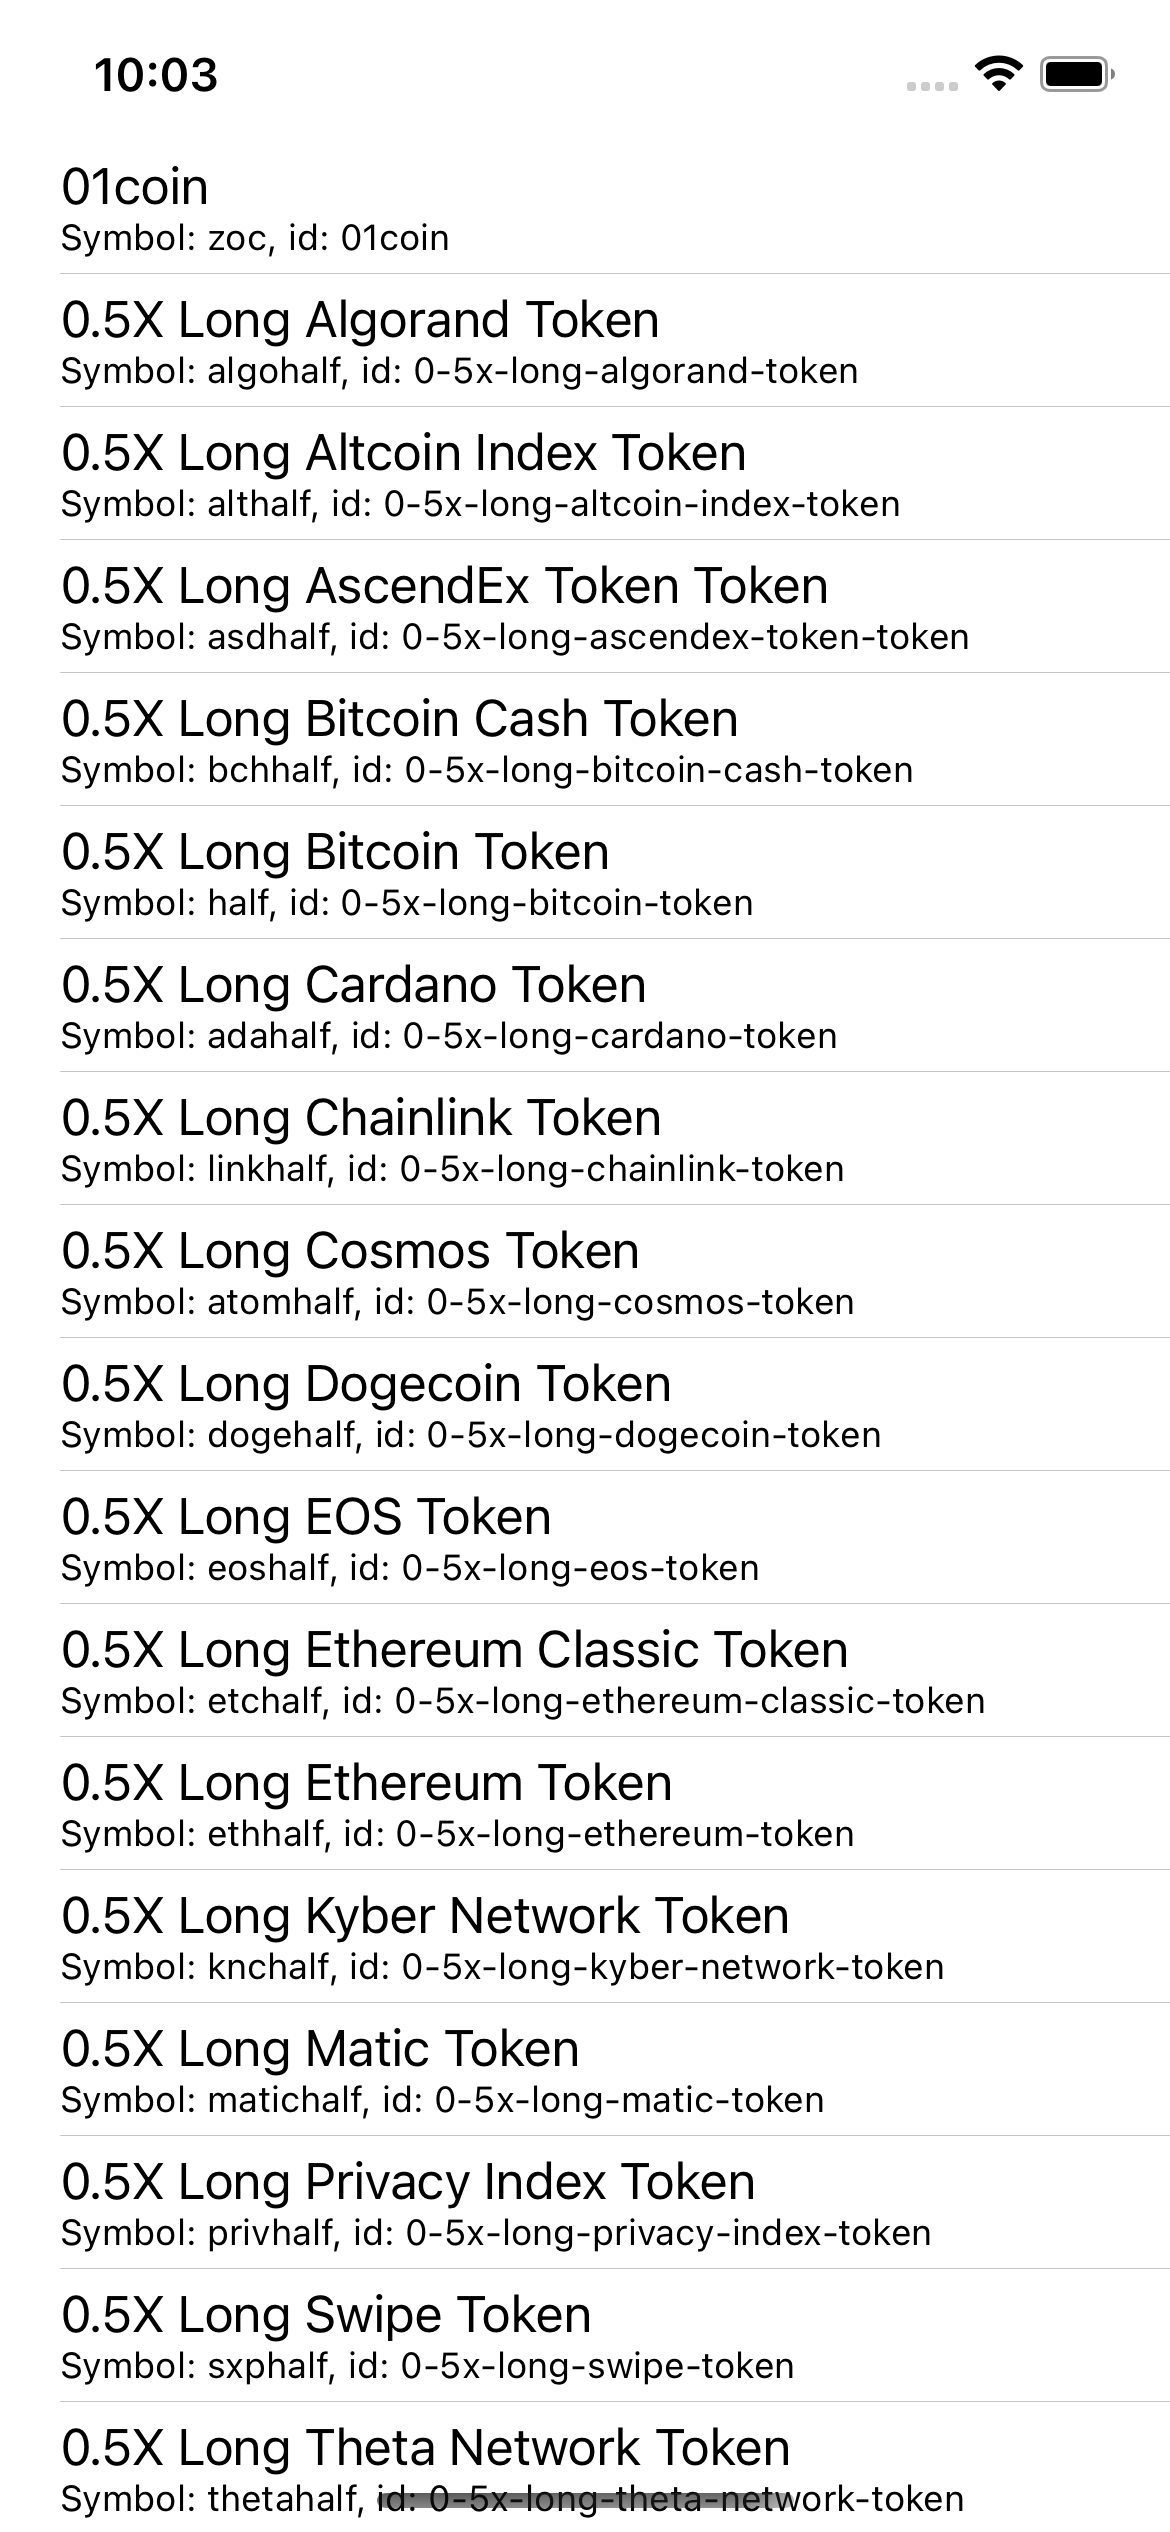 10:03
01coin
Symbol: zoc, id: 01coin
0.5X Long Algorand Token
Symbol: algohalf, id: 0-5x-long-algorand-token
0.5X Long Altcoin Index Token
Symbol: althalf, id: 0-5x-long-altcoin-index-token
0.5X Long AscendEx Token Token
Symbol: asdhalf, id: 0-5x-long-ascendex-token-token
0.5X Long Bitcoin Cash Token
Symbol: bchhalf, id: 0-5x-long-bitcoin-cash-token
0.5X Long Bitcoin Token
Symbol: half, id: 0-5x-long-bitcoin-token
0.5X Long Cardano Token
Symbol: adahalf, id: 0-5x-long-cardano-token
0.5X Long Chainlink Token
Symbol: linkhalf, id: 0-5x-long-chainlink-token
0.5X Long Cosmos Token
Symbol: atomhalf, id: 0-5x-long-cosmos-token
0.5X Long Dogecoin Token
Symbol: dogehalf, id: 0-5x-long-dogecoin-token
0.5X Long EOS Token
Symbol: eoshalf, id: 0-5x-long-eos-token
0.5X Long Ethereum Classic Token
Symbol: etchalf, id: 0-5x-long-ethereum-classic-token
0.5X Long Ethereum Token
Symbol: ethhalf, id: 0-5x-long-ethereum-token
0.5X Long Kyber Network Token
Symbol: knchalf, id: 0-5x-long-kyber-network-token
0.5X Long Matic Token
Symbol: matichalf, id: 0-5x-long-matic-token
0.5X Long Privacy Index Token
Symbol: privhalf, id: 0-5x-long-privacy-index-token
0.5X Long Swipe Token
Symbol: sxphalf, id: 0-5x-long-swipe-token
0.5X Long Theta Network Token
Symbol: thetahalf, id: 0-5x-long-theta-network-token